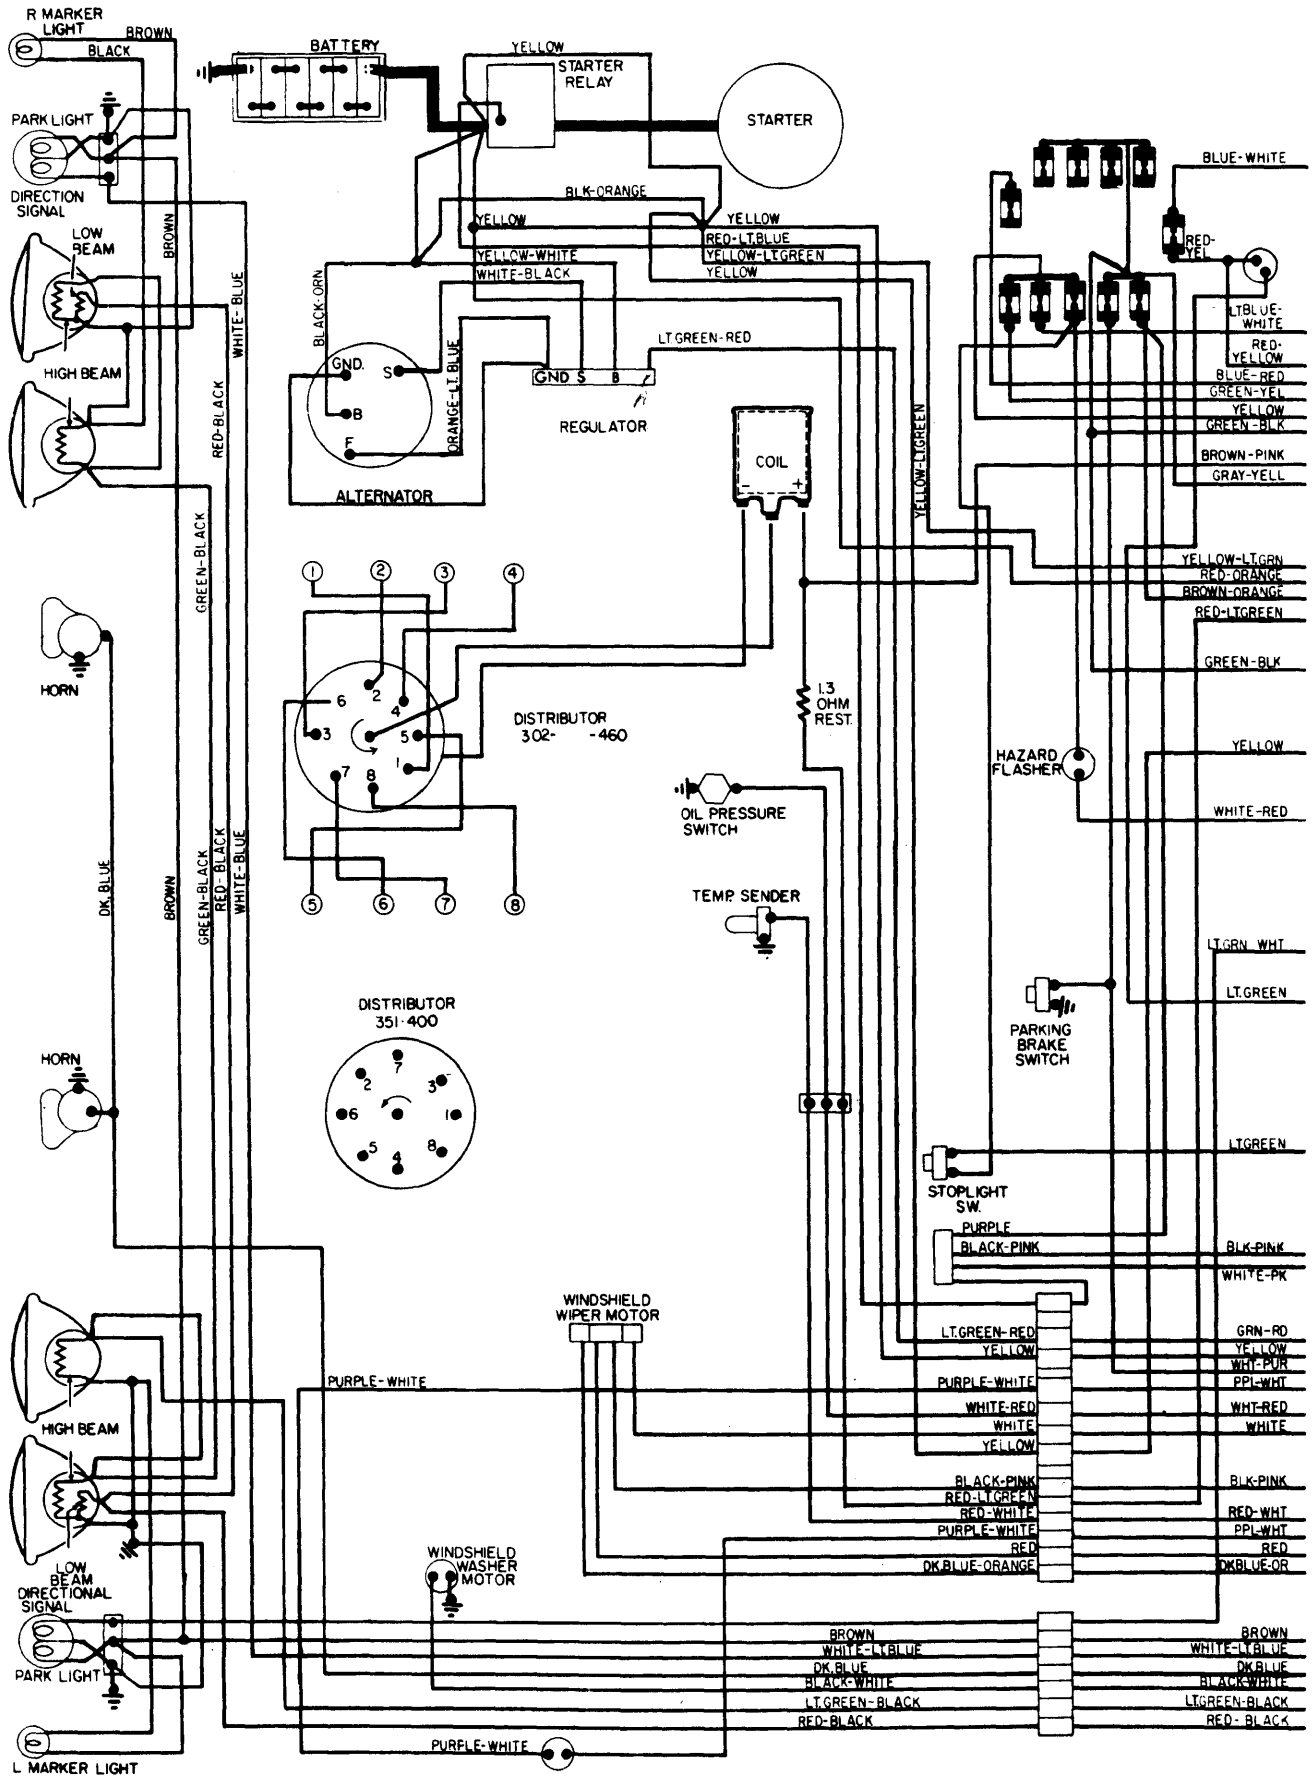 R MARKER
LIGHT
BROWN
BLACK
BATTERY
YELLOW
STARTER
RELAY
STARTER
PARK LIGHT
DIRECTION
SIGNAL
BLUE-WHITE
BLK-ORANGE
YELLOW
YELLOW
RED-LT.BLUE
YELLOW-WHITE
YELLOW-LTGREEN
WHITE-BLACK
YELLOW
RED-
YEL
LOW
BEAM
BROWN
WHITE-BLUE
BLACK-ORN
LT.BLUE-
WHITE
RED-
YELLOW
BLUE-RED
GREEN-YEL
YELLOW
GREEN-BLK
BROWN-PINK
GRAY-YELL
HIGH BEAM
GND.
S
B
F
ORANGE-LT. BLUE
ALTERNATOR
LT.GREEN-RED
GND S B
REGULATOR
RED-BLACK
COIL
- +
YELLOW-LTGREEN
GREEN-BLACK
YELLOW-LT.GRN
RED-ORANGE
BROWN-ORANGE
RED-LTGREEN
GREEN-BLK
1 2 3 4
HORN
6 2 4
3 5
7 8 1
DISTRIBUTOR
302- -460
1.3
OHM
REST.
HAZARD
FLASHER
YELLOW
WHITE-RED
OIL PRESSURE
SWITCH
DK. BLUE
BROWN
GREEN-BLACK
RED-BLACK
WHITE-BLUE
5 6 7 8
TEMP. SENDER
LT.GRN WHT
LT.GREEN
PARKING
BRAKE
SWITCH
DISTRIBUTOR
351-400
7
2 3
6 1
5 8
4
HORN
LT.GREEN
STOPLIGHT
SW.
PURPLE
BLACK-PINK
BLK-PINK
WHITE-PK
WINDSHIELD
WIPER MOTOR
LT.GREEN-RED
GRN-RD
YELLOW
YELLOW
WHT-PUR
PURPLE-WHITE
PURPLE-WHITE
PPL-WHT
WHITE-RED
WHT-RED
WHITE
WHITE
YELLOW
HIGH BEAM
BLACK-PINK
BLK-PINK
RED-LT.GREEN
RED-WHITE
RED-WHT
PURPLE-WHITE
PPL-WHT
RED
RED
DK.BLUE-ORANGE
DKBLUE-OR
WINDSHIELD
WASHER
MOTOR
LOW
BEAM
DIRECTIONAL
SIGNAL
PARK LIGHT
BROWN
BROWN
WHITE-LT.BLUE
WHITE-LT.BLUE
DK.BLUE
DK.BLUE
BLACK-WHITE
BLACK-WHITE
LT.GREEN-BLACK
LT.GREEN-BLACK
RED-BLACK
RED-BLACK
PURPLE-WHITE
L MARKER LIGHT